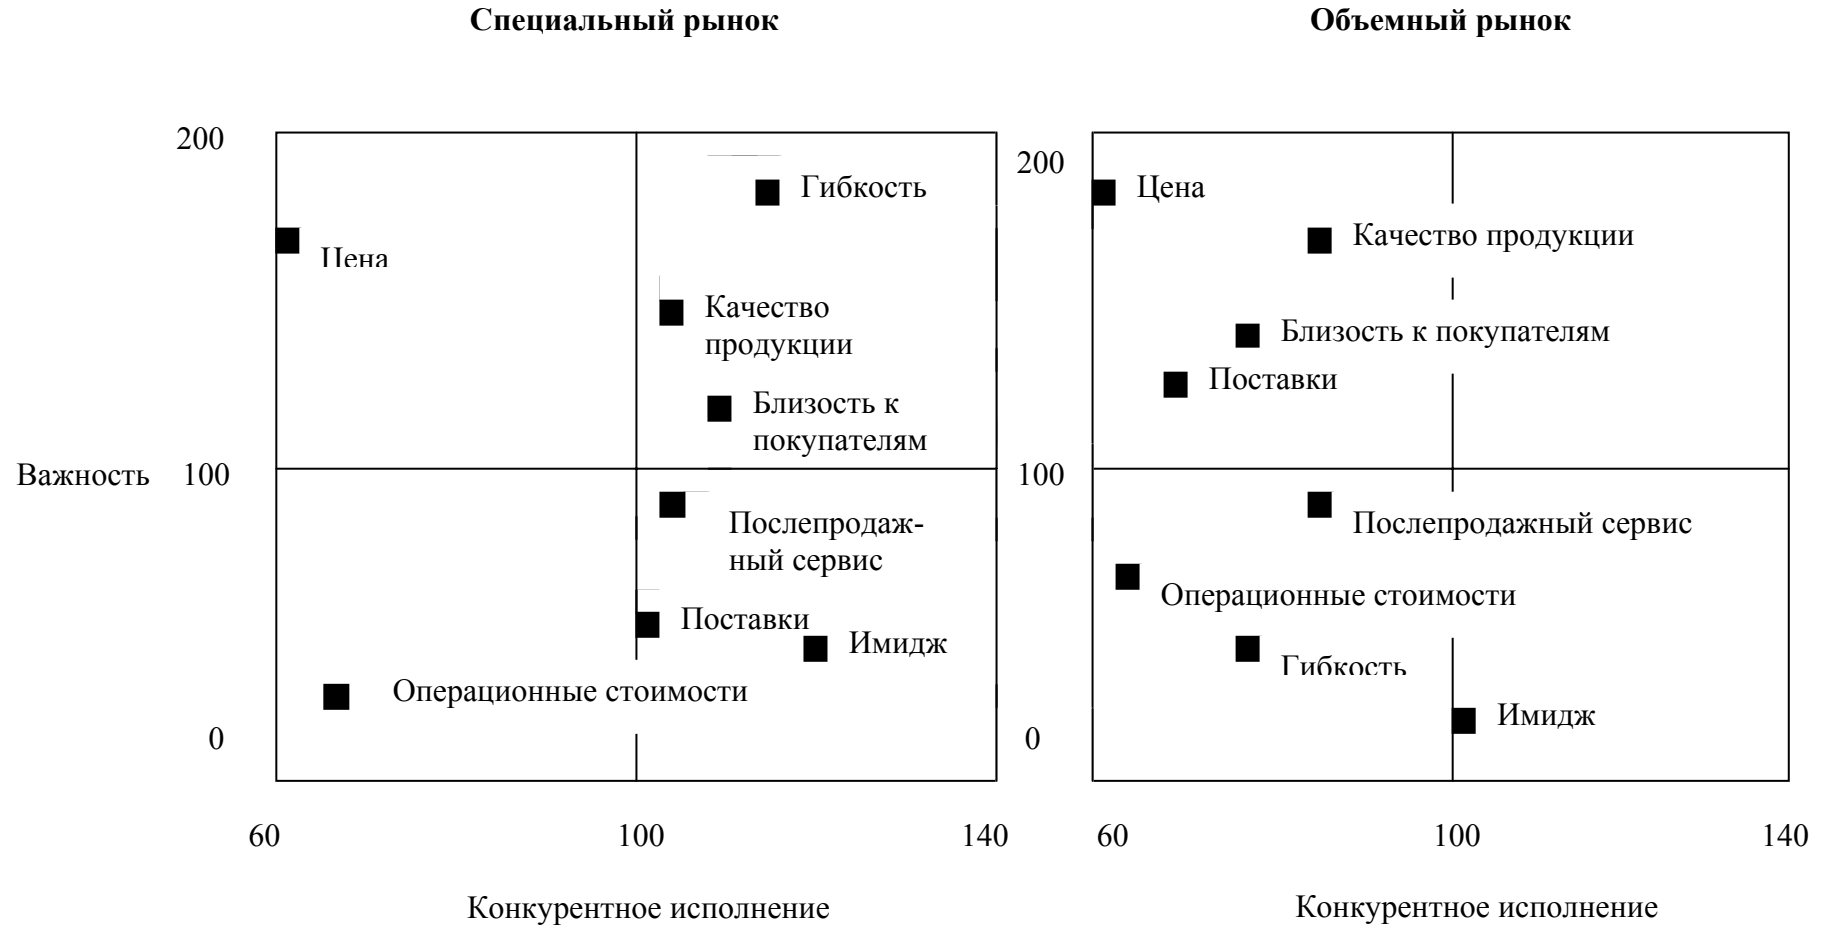 Специальный рынок
Объемный рынок
200
Гибкость
Цена
Качество
продукции
Близость к
покупателям
Важность
100
Послепродаж-
ный сервис
Поставки
Имидж
Операционные стоимости
0
60
100
140
Конкурентное исполнение
200
Цена
Качество продукции
Близость к покупателям
Поставки
100
Послепродажный сервис
Операционные стоимости
Гибкость
Имидж
0
60
100
140
Конкурентное исполнение